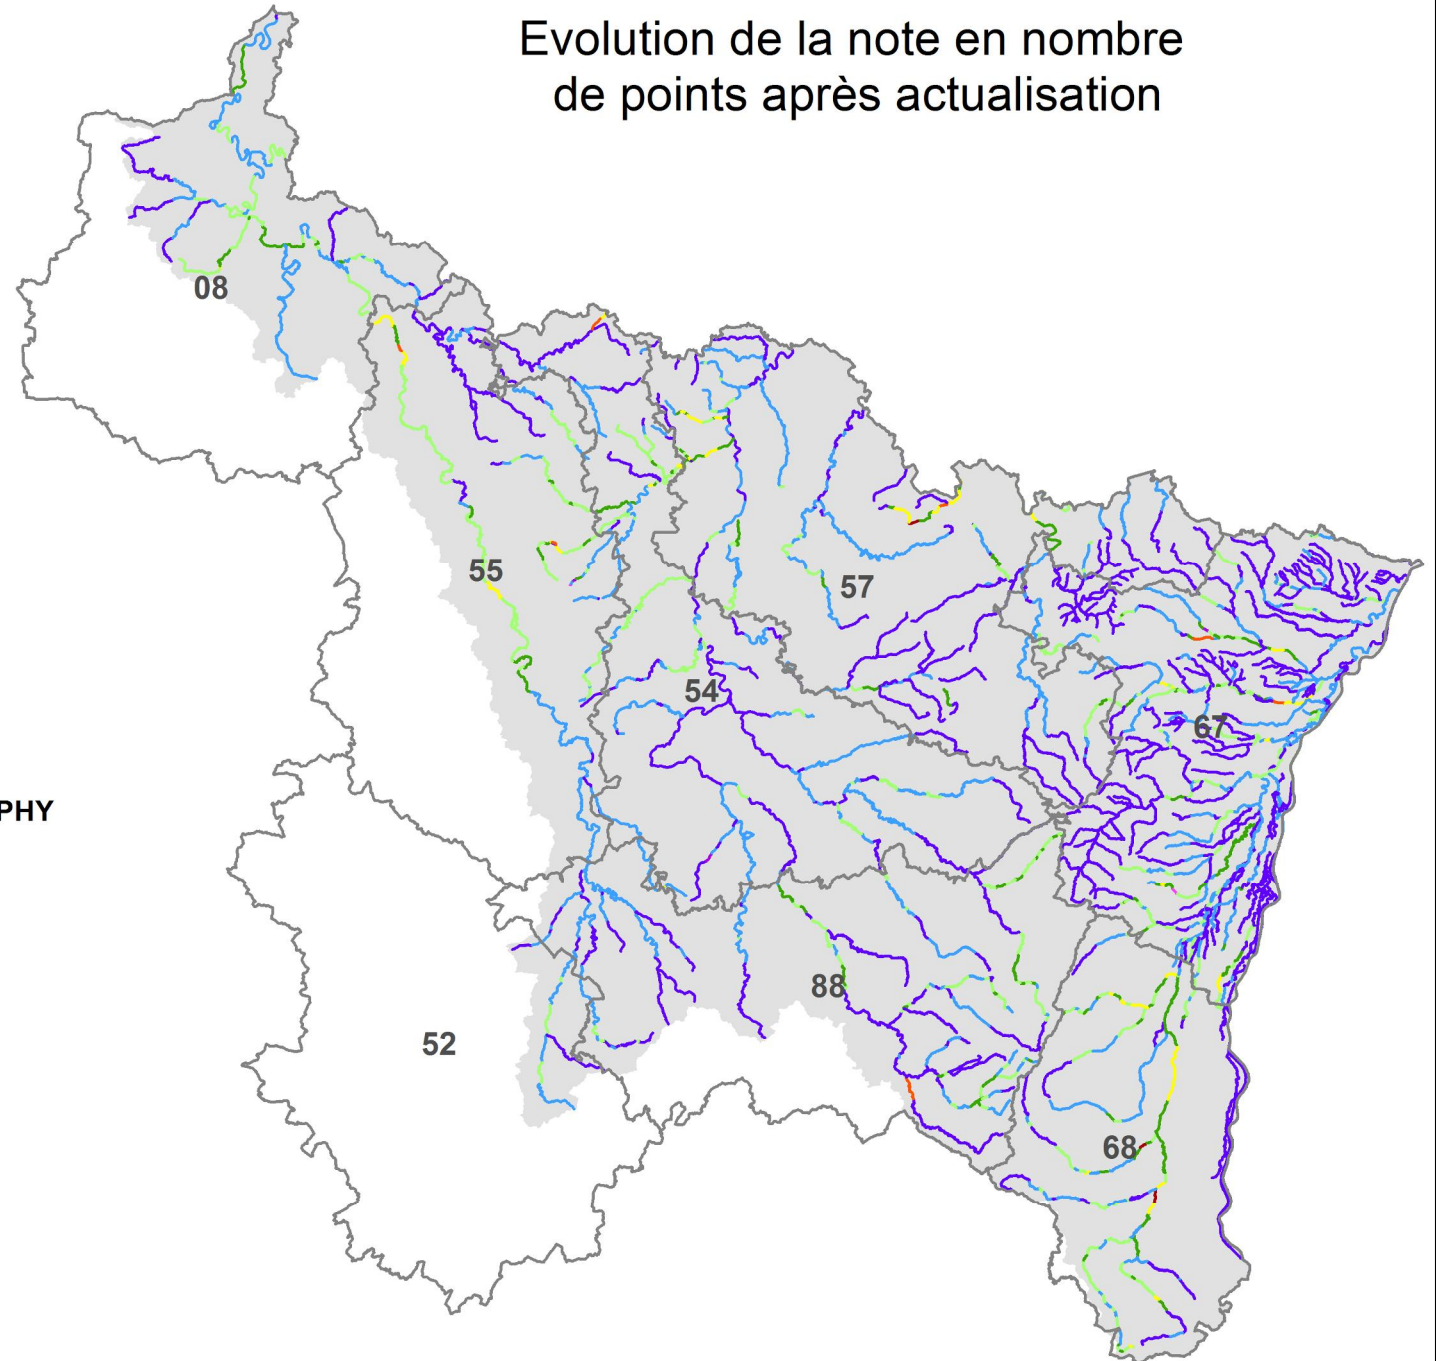 Evolution de la note en nombre
de points après actualisation
08
55
57
54
67
PHY
88
52
68